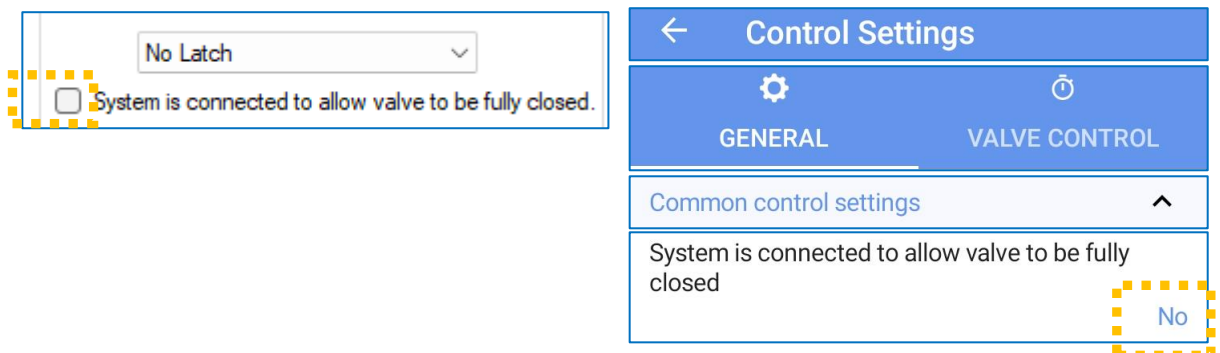 No Latch
System is connected to allow valve to be fully closed.
Control Settings
GENERAL
VALVE CONTROL
Common control settings
System is connected to allow valve to be fully
closed
No